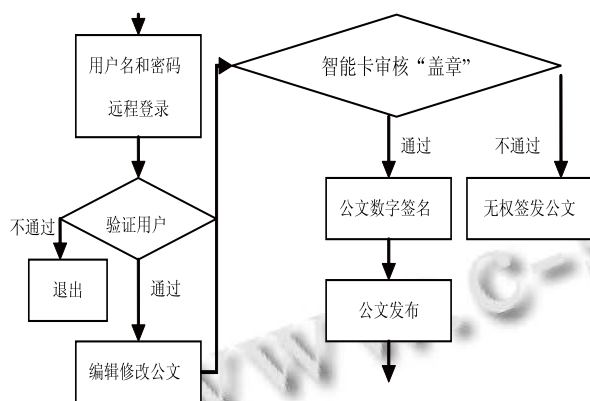 用户名和密码
远程登录
验证用户
不通过
退出
通过
编辑修改公文
智能卡审核“盖章”
通过
不通过
公文数字签名
无权签发公文
公文发布
www.c-